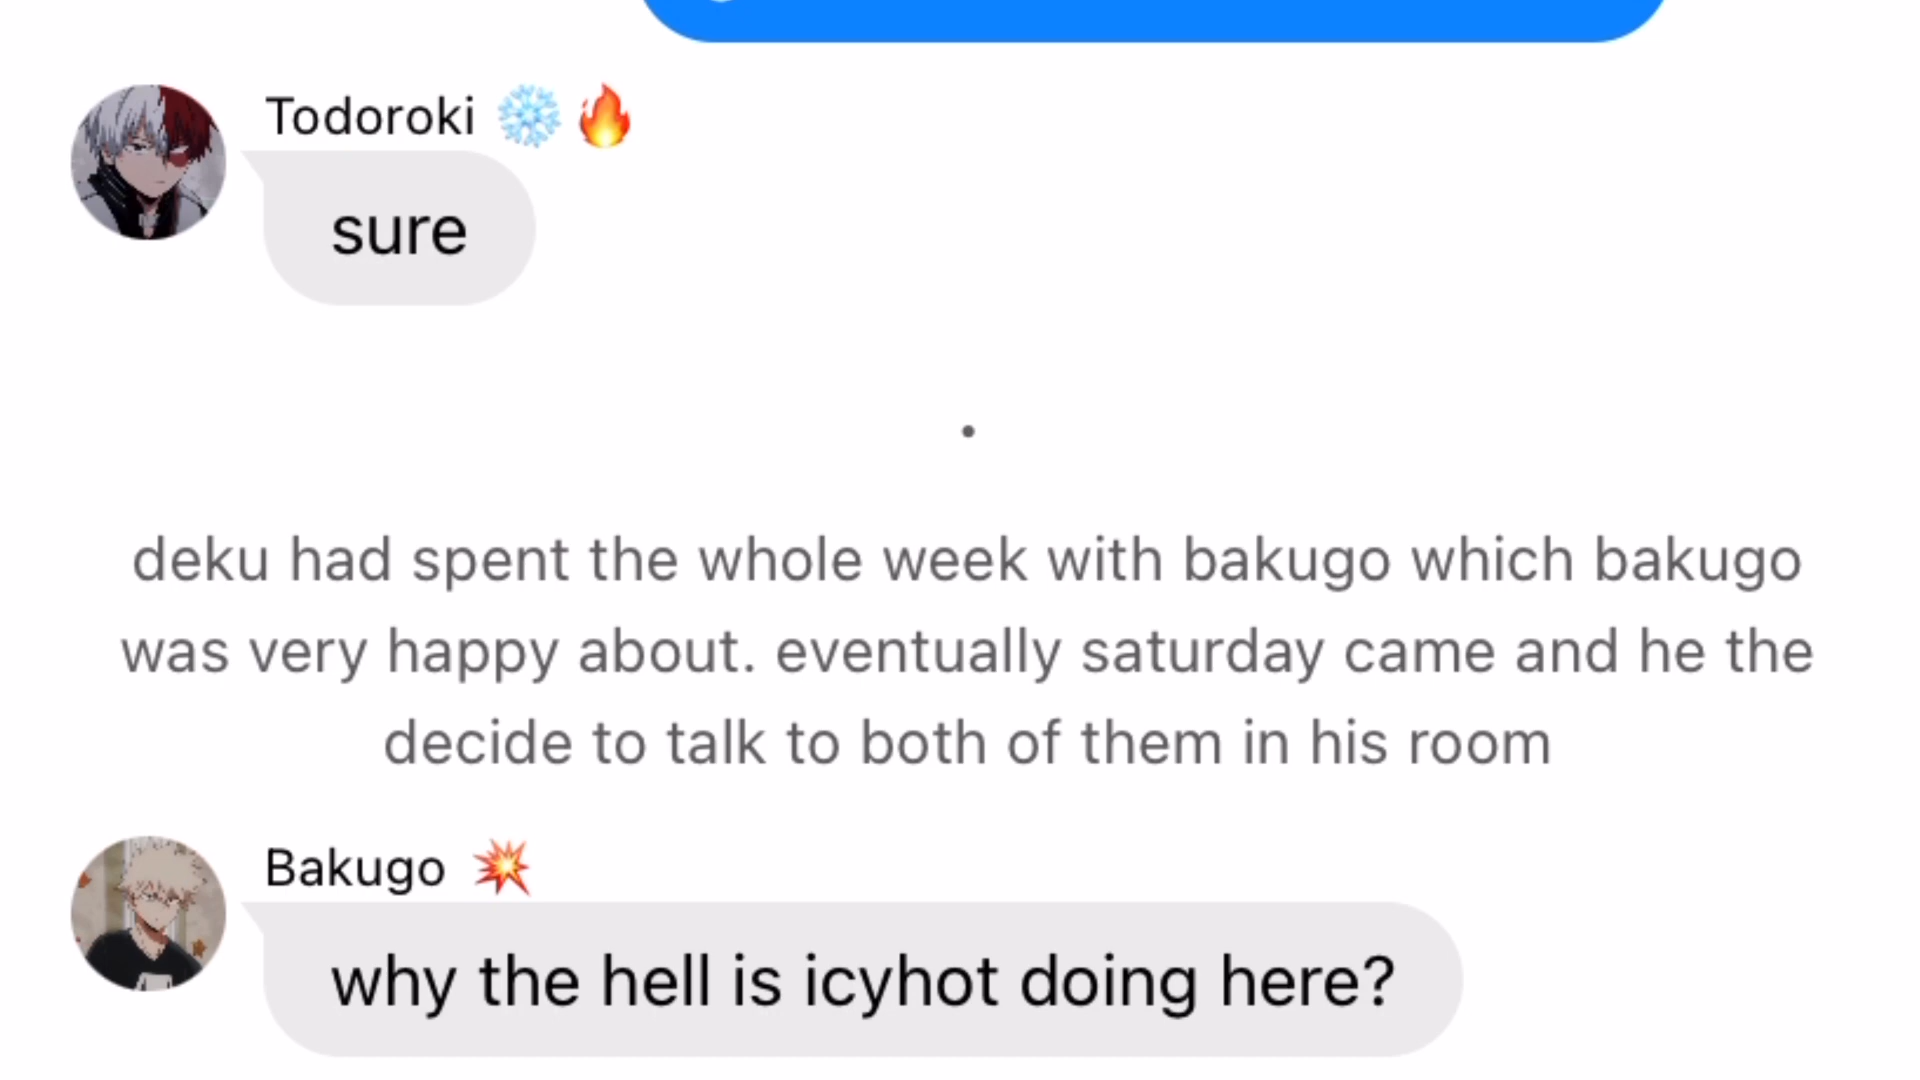 Todoroki ❄️🔥
sure
.
deku had spent the whole week with bakugo which bakugo
was very happy about. eventually saturday came and he the
decide to talk to both of them in his room
Bakugo 💥
why the hell is icyhot doing here?